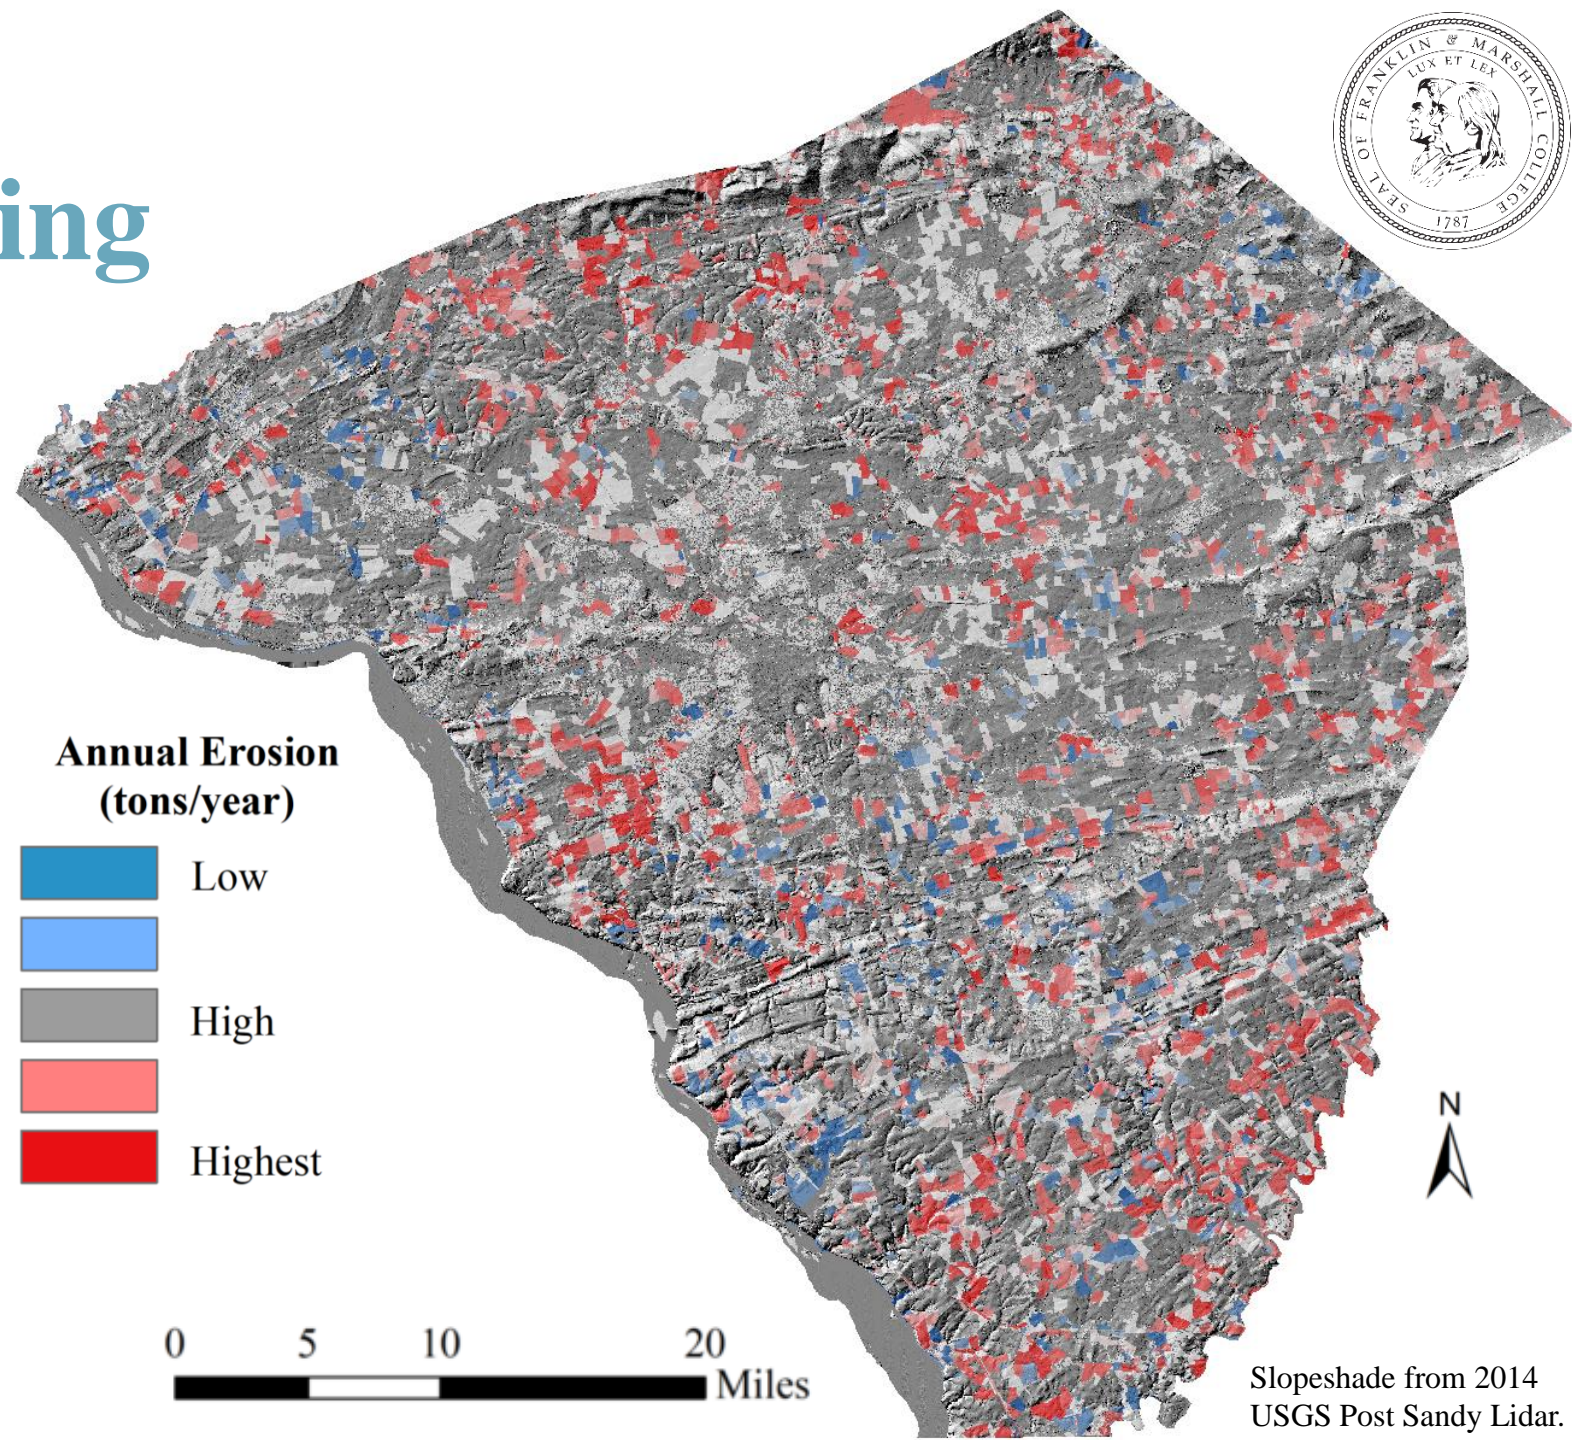 ing
SEAL OF FRANKLIN & MARSHALL COLLEGE
LUX ET LEX
1787
Annual Erosion
(tons/year)
Low
High
Highest
N
0 5 10 20
Miles
Slopeshade from 2014
USGS Post Sandy Lidar.